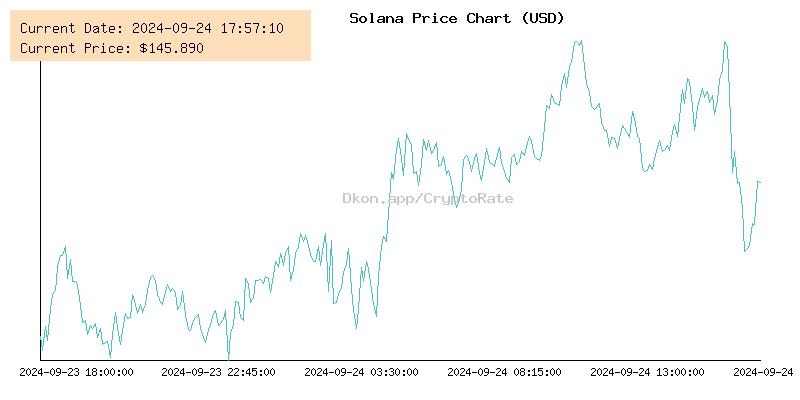 Solana Price Chart (USD)
Current Date: 2024-09-24 17:57:10
Current Price: $145.890
Dkon.app/CryptoRate
2024-09-23 18:00:00
2024-09-23 22:45:00
2024-09-24 03:30:00
2024-09-24 08:15:00
2024-09-24 13:00:00
2024-09-24